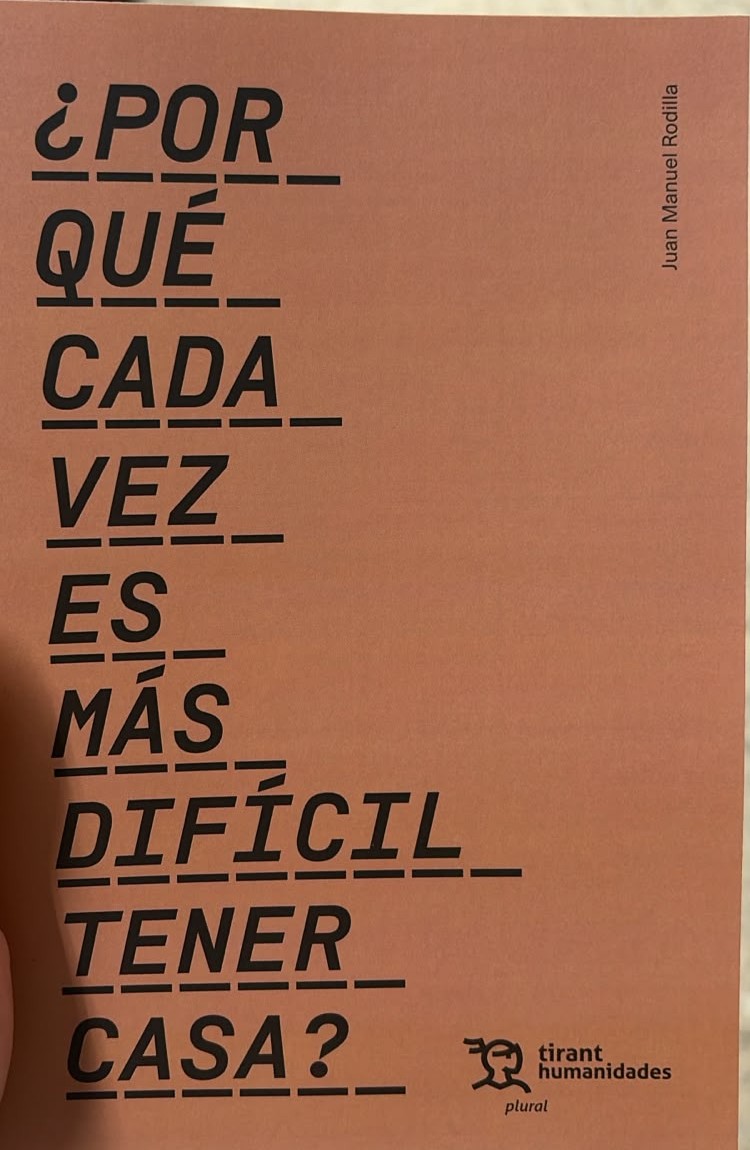 ¿POR
QUÉ
CADA
VEZ
ES
MÁS
DIFÍCIL
TENER
CASA?
Juan Manuel Rodilla
tirant
humanidades
plural